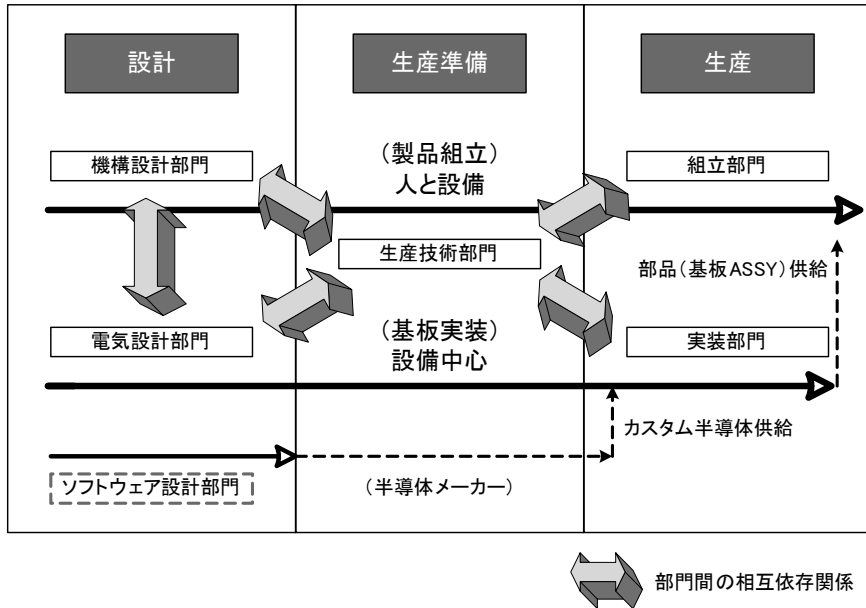 設計
生産準備
生産
機構設計部門
(製品組立)
人と設備
組立部門
生産技術部門
部品(基板ASSY)供給
電気設計部門
(基板実装)
設備中心
実装部門
カスタム半導体供給
ソフトウェア設計部門
(半導体メーカー)
部門間の相互依存関係